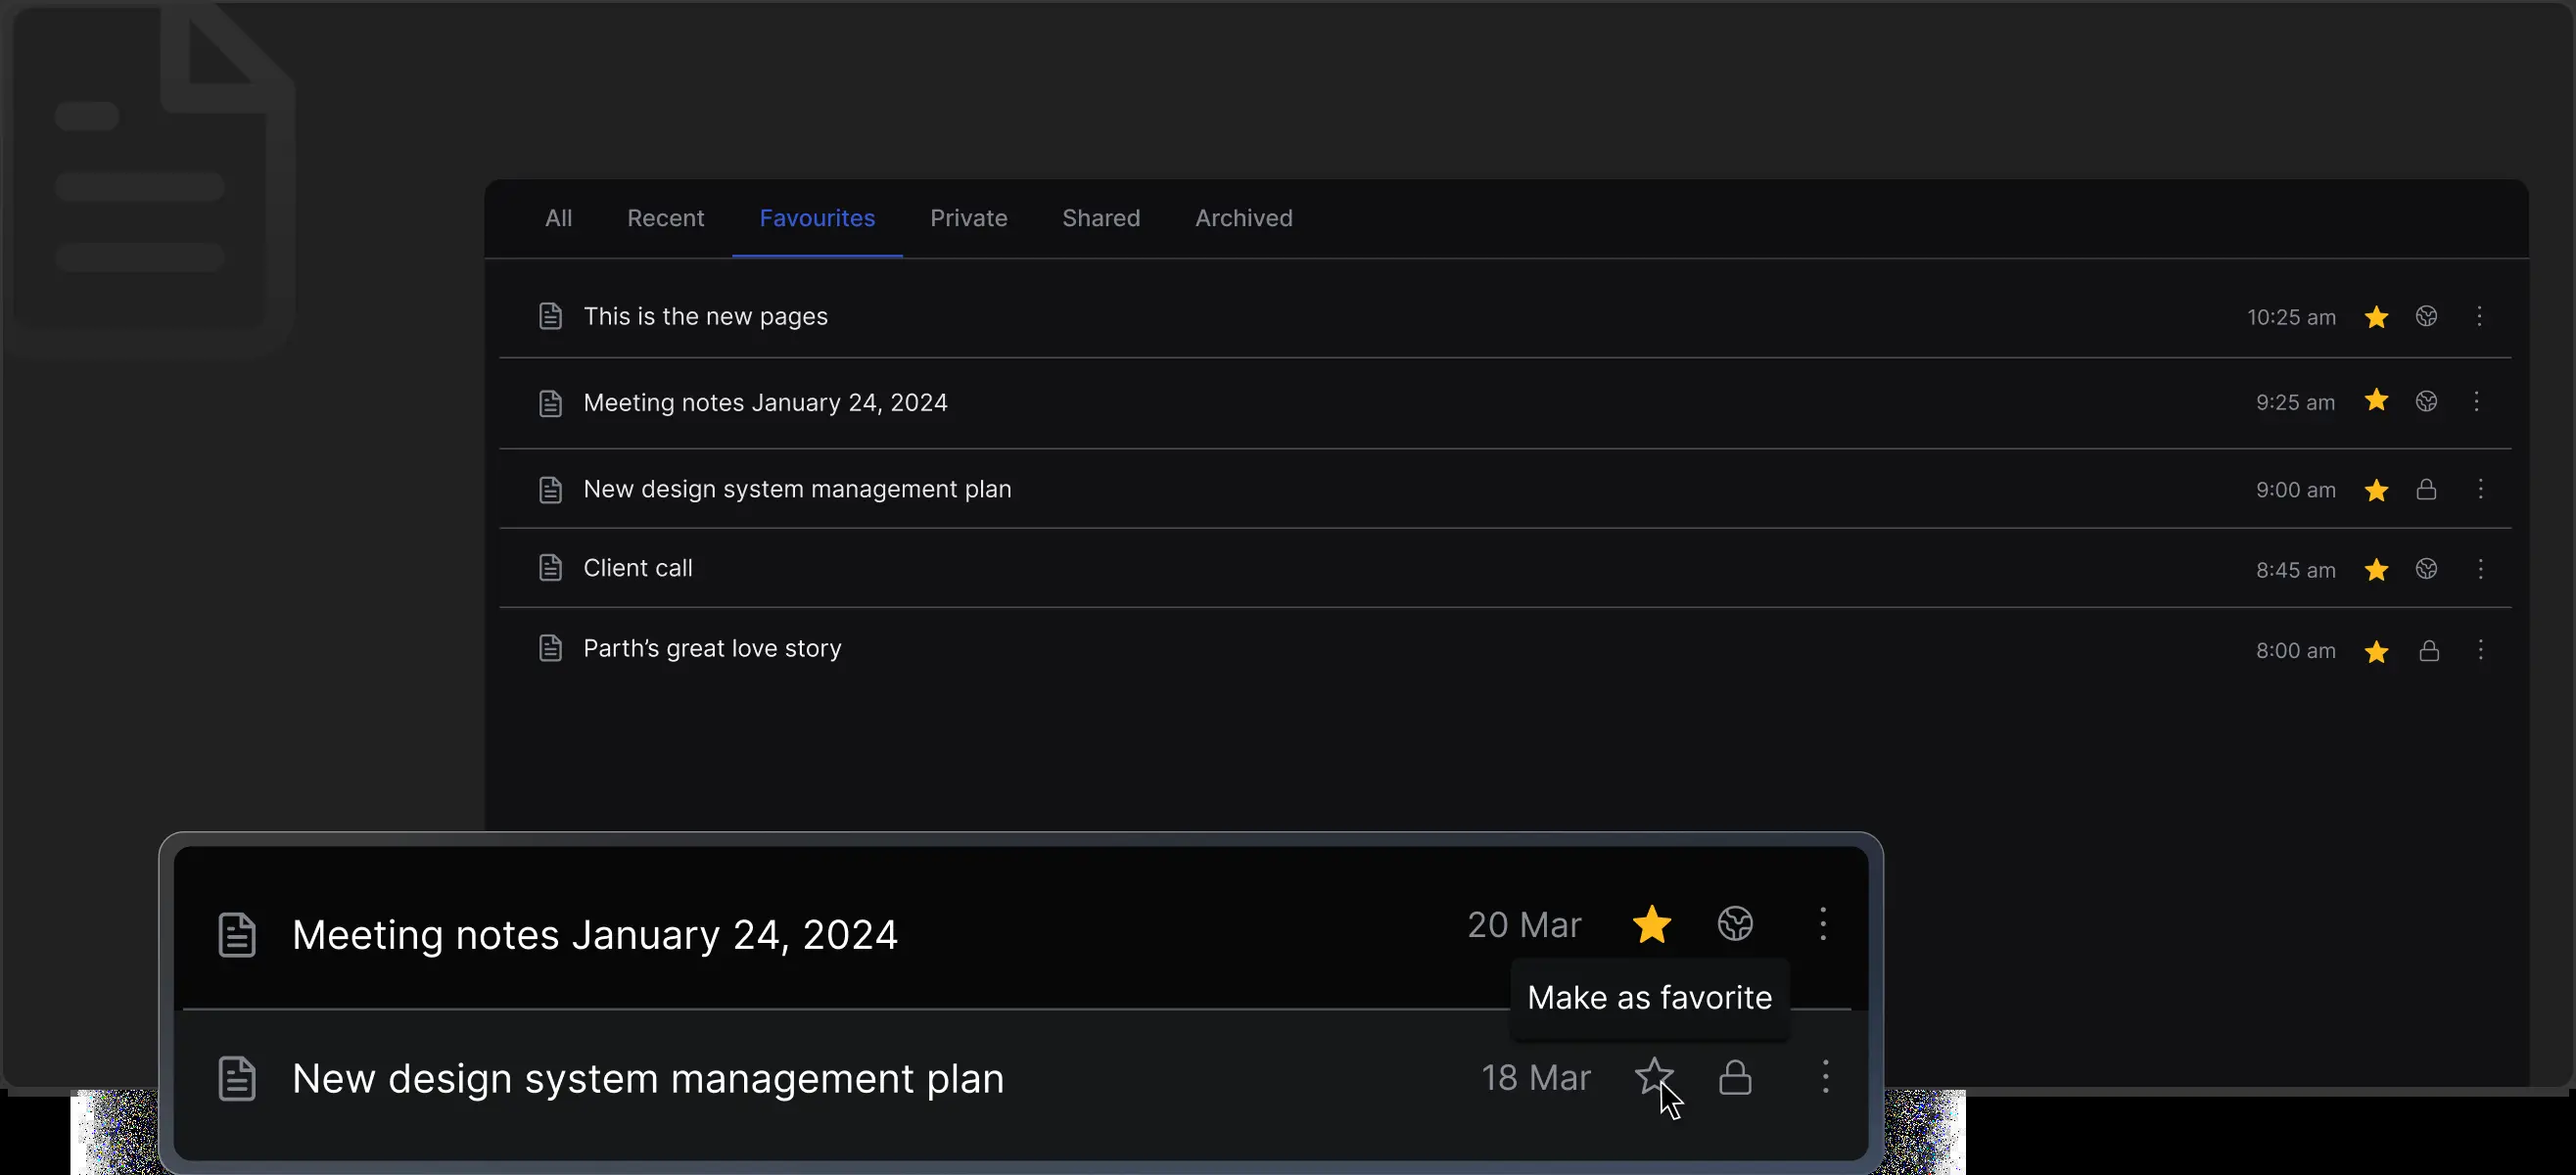 All Recent Favourites Private Shared Archived
This is the new pages 10:25 am
Meeting notes January 24, 2024 9:25 am
New design system management plan 9:00 am
Client call 8:45 am
Parth’s great love story 8:00 am
Meeting notes January 24, 2024 20 Mar
Make as favorite
New design system management plan 18 Mar